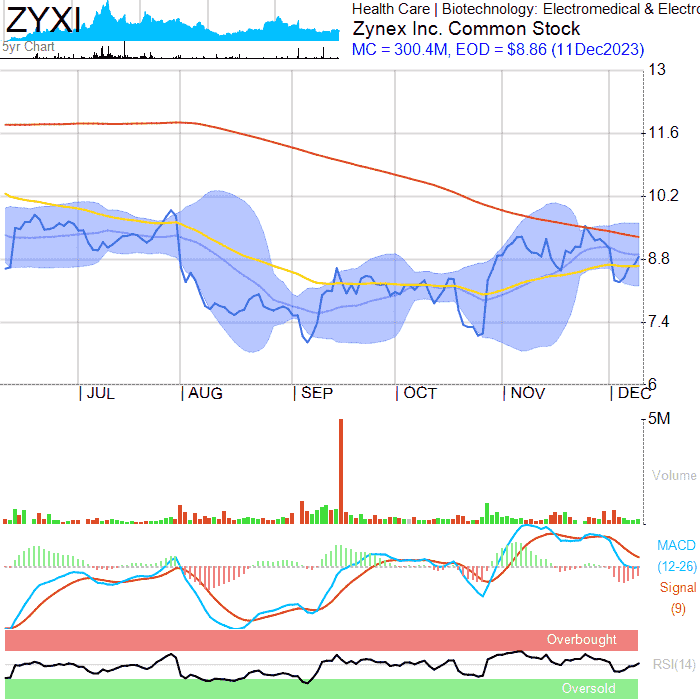 ZYXI
5yr Chart
Health Care | Biotechnology: Electromedical & Electro
Zynex Inc. Common Stock
MC = 300.4M, EOD = $8.86 (11Dec2023)
13
11.6
10.2
8.8
7.4
6
JUL AUG SEP OCT NOV DEC
5M
Volume
MACD
(12-26)
Signal
(9)
Overbought
RSI(14)
Oversold